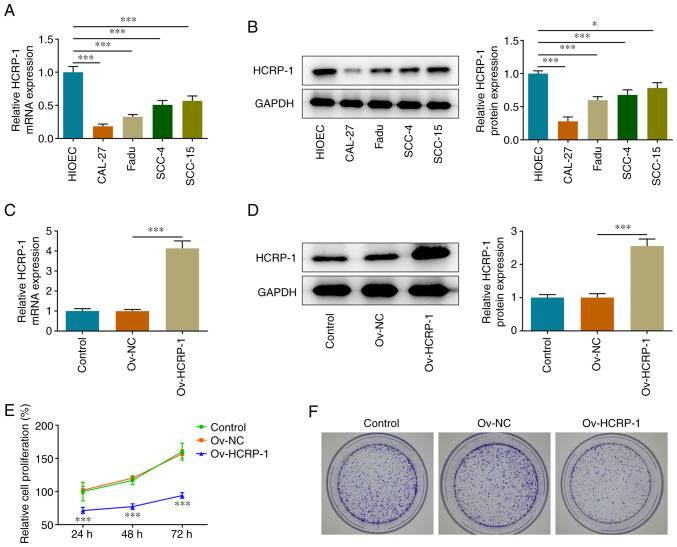 A
Relative HCRP-1
mRNA expression
1.5
1.0
0.5
0
***
***
***
***
HIOEC
CAL-27
Fadu
SCC-4
SCC-15
B
HCRP-1
GAPDH
HIOEC
CAL-27
Fadu
SCC-4
SCC-15
Relative HCRP-1
protein expression
1.5
1.0
0.5
0
*
***
***
***
HIOEC
CAL-27
Fadu
SCC-4
SCC-15
C
Relative HCRP-1
mRNA expression
5
4
3
2
1
0
***
Control
Ov-NC
Ov-HCRP-1
D
HCRP-1
GAPDH
Control
Ov-NC
Ov-HCRP-1
Relative HCRP-1
protein expression
3
2
1
0
***
Control
Ov-NC
Ov-HCRP-1
E
Relative cell proliferation (%)
200
150
100
50
Control
Ov-NC
Ov-HCRP-1
***
***
***
24 h
48 h
72 h
F
Control
Ov-NC
Ov-HCRP-1